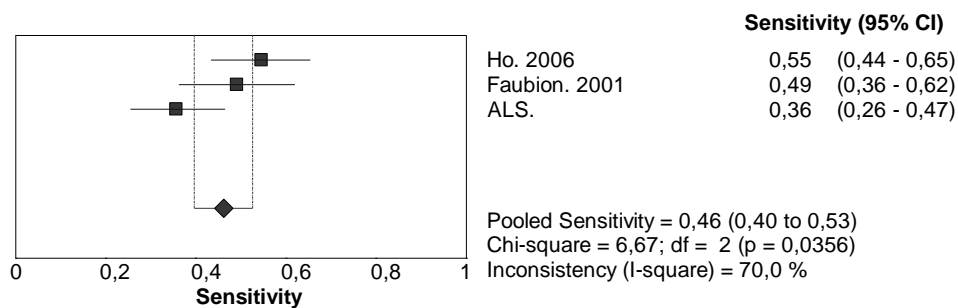 Sensitivity (95% CI)
Ho. 2006 0,55 (0,44 - 0,65)
Faubion. 2001 0,49 (0,36 - 0,62)
ALS. 0,36 (0,26 - 0,47)
Pooled Sensitivity = 0,46 (0,40 to 0,53)
Chi-square = 6,67; df = 2 (p = 0,0356)
Inconsistency (I-square) = 70,0 %
0 0,2 0,4 0,6 0,8 1
Sensitivity